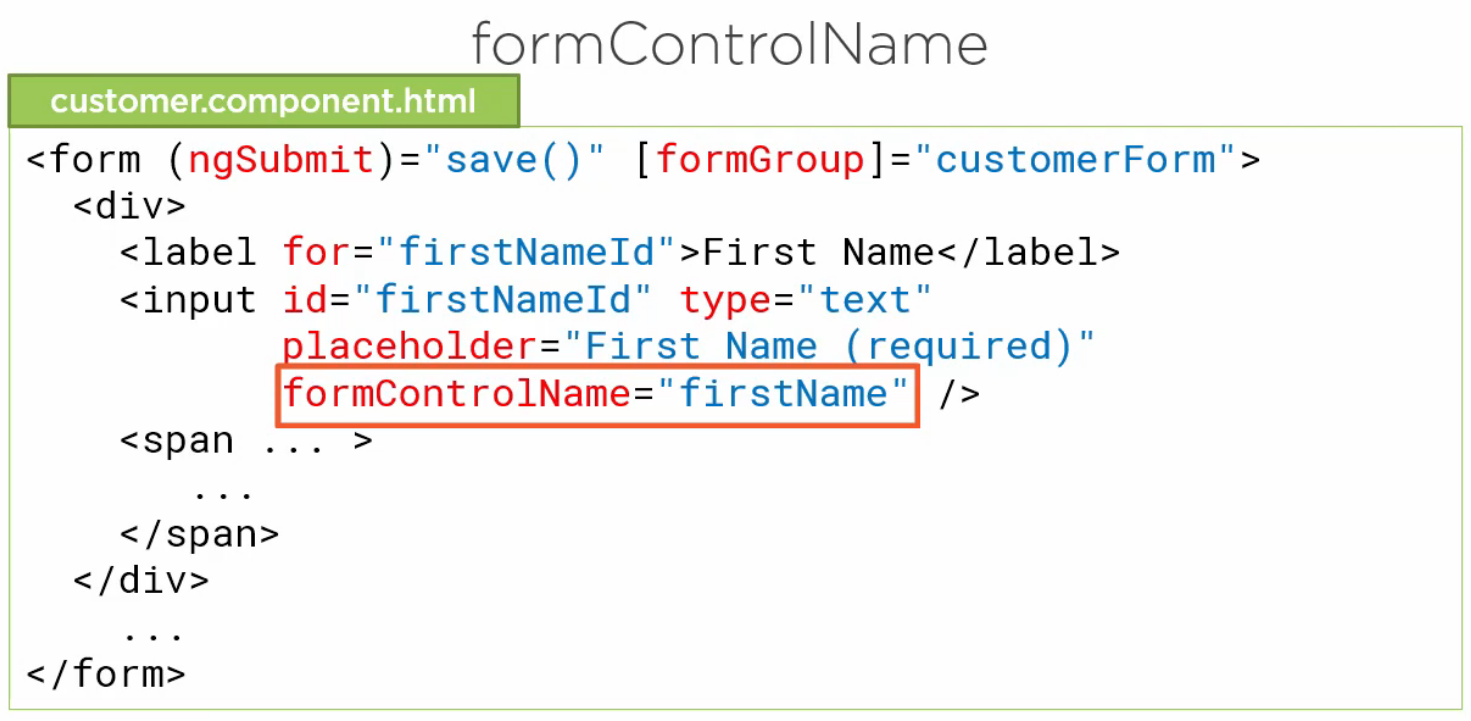 formControlName
customer.component.html
<form (ngSubmit)="save()" [formGroup]="customerForm">
<div>
<label for="firstNameId">First Name</label>
<input id="firstNameId" type="text"
placeholder="First Name (required)"
formControlName="firstName" />
<span ... >
...
</span>
</div>
...
</form>